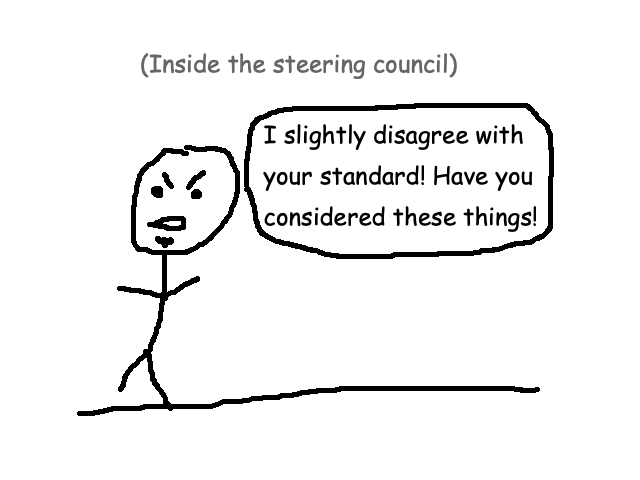 (Inside the steering council)
I slightly disagree with
your standard! Have you
considered these things!